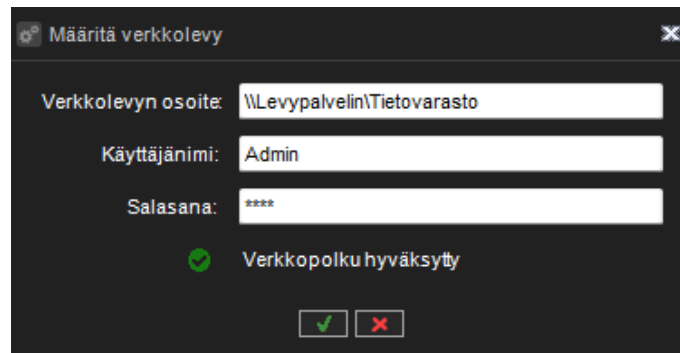 Määritä verkkolevy
Verkkolevyn osoite: \\Levypalvelin\Tietovarasto
Käyttäjänimi: Admin
Salasana: ****
Verkkopolku hyväksytty